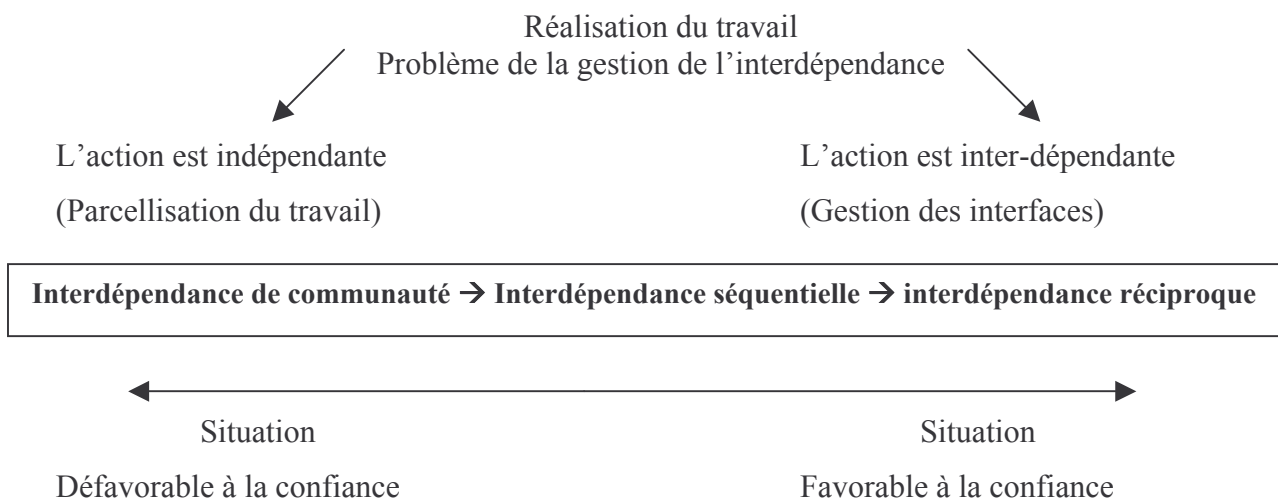 Réalisation du travail
Problème de la gestion de l’interdépendance
L’action est indépendante
(Parcellisation du travail)
L’action est inter-dépendante
(Gestion des interfaces)
Interdépendance de communauté → Interdépendance séquentielle → interdépendance réciproque
Situation
Défavorable à la confiance
Situation
Favorable à la confiance